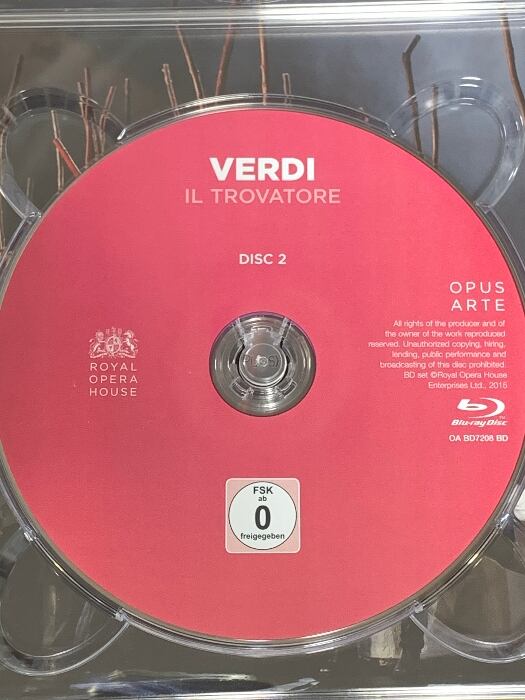 VERDI
IL TROVATORE
DISC 2
OPUS
ARTE
All rights of the producer and of
the owner of the work reproduced
reserved. Unauthorized copying, hiring,
lending, public performance and
broadcasting of this disc prohibited.
BD set ©Royal Opera House
Enterprises Ltd., 2015
ROYAL
OPERA
HOUSE
Blu-ray Disc
TM
OA BD7208 BD
FSK
ab
0
freigegeben